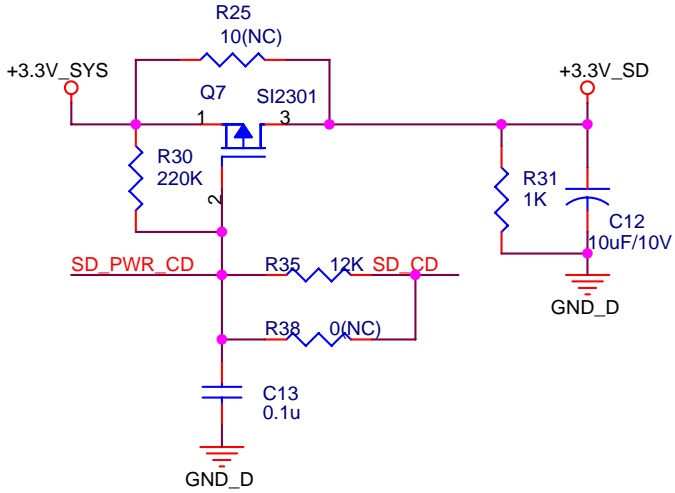 R25
10(NC)
+3.3V_SYS
+3.3V_SD
Q7
SI2301
1
3
R30
220K
2
R31
1K
C12
10uF/10V
SD_PWR_CD
R35
12K
SD_CD
GND_D
R38
0(NC)
C13
0.1u
GND_D